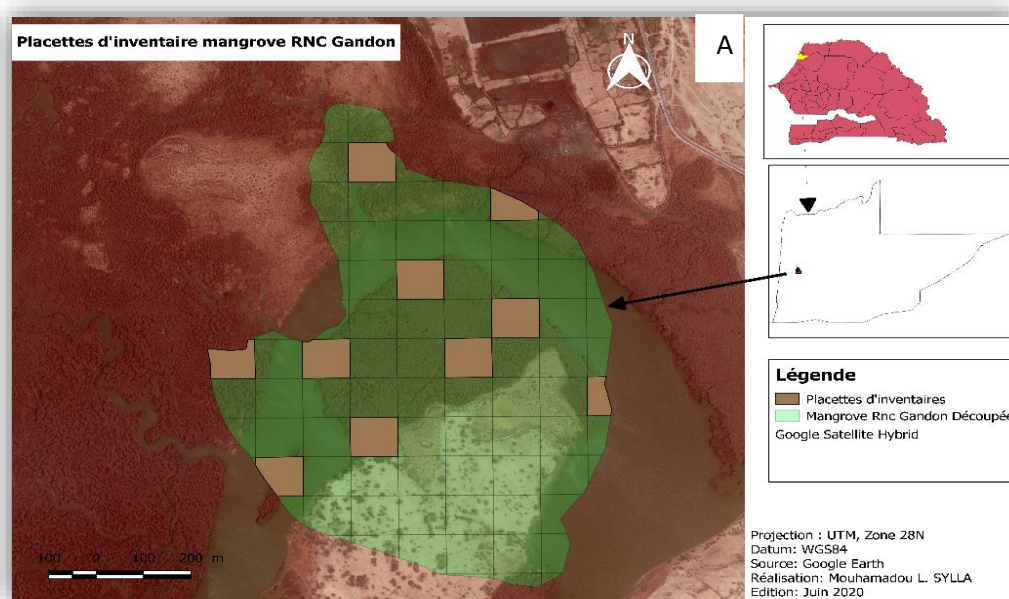 Placettes d'inventaire mangrove RNC Gandon
A
N
Légende
Placettes d'inventaires
Mangrove Rnc Gandon Découpée
Google Satellite Hybrid
100 0 100 200 m
Projection : UTM, Zone 28N
Datum: WGS84
Source: Google Earth
Réalisation: Mouhamadou L. SYLLA
Edition: Juin 2020